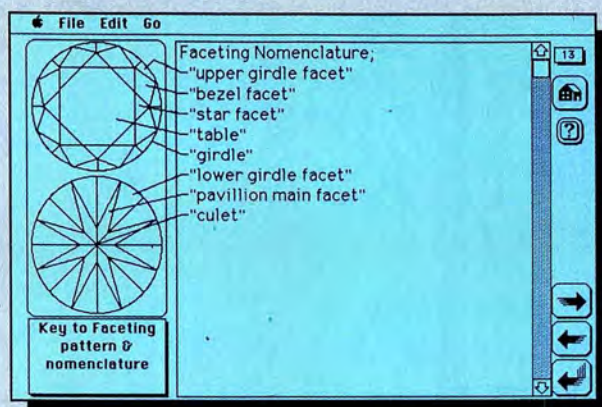 File Edit Go
Faceting Nomenclature;
"upper girdle facet"
"bezel facet"
"star facet"
"table"
"girdle"
"lower girdle facet"
"pavillion main facet"
"culet"
Key to Faceting
pattern &
nomenclature
13
?